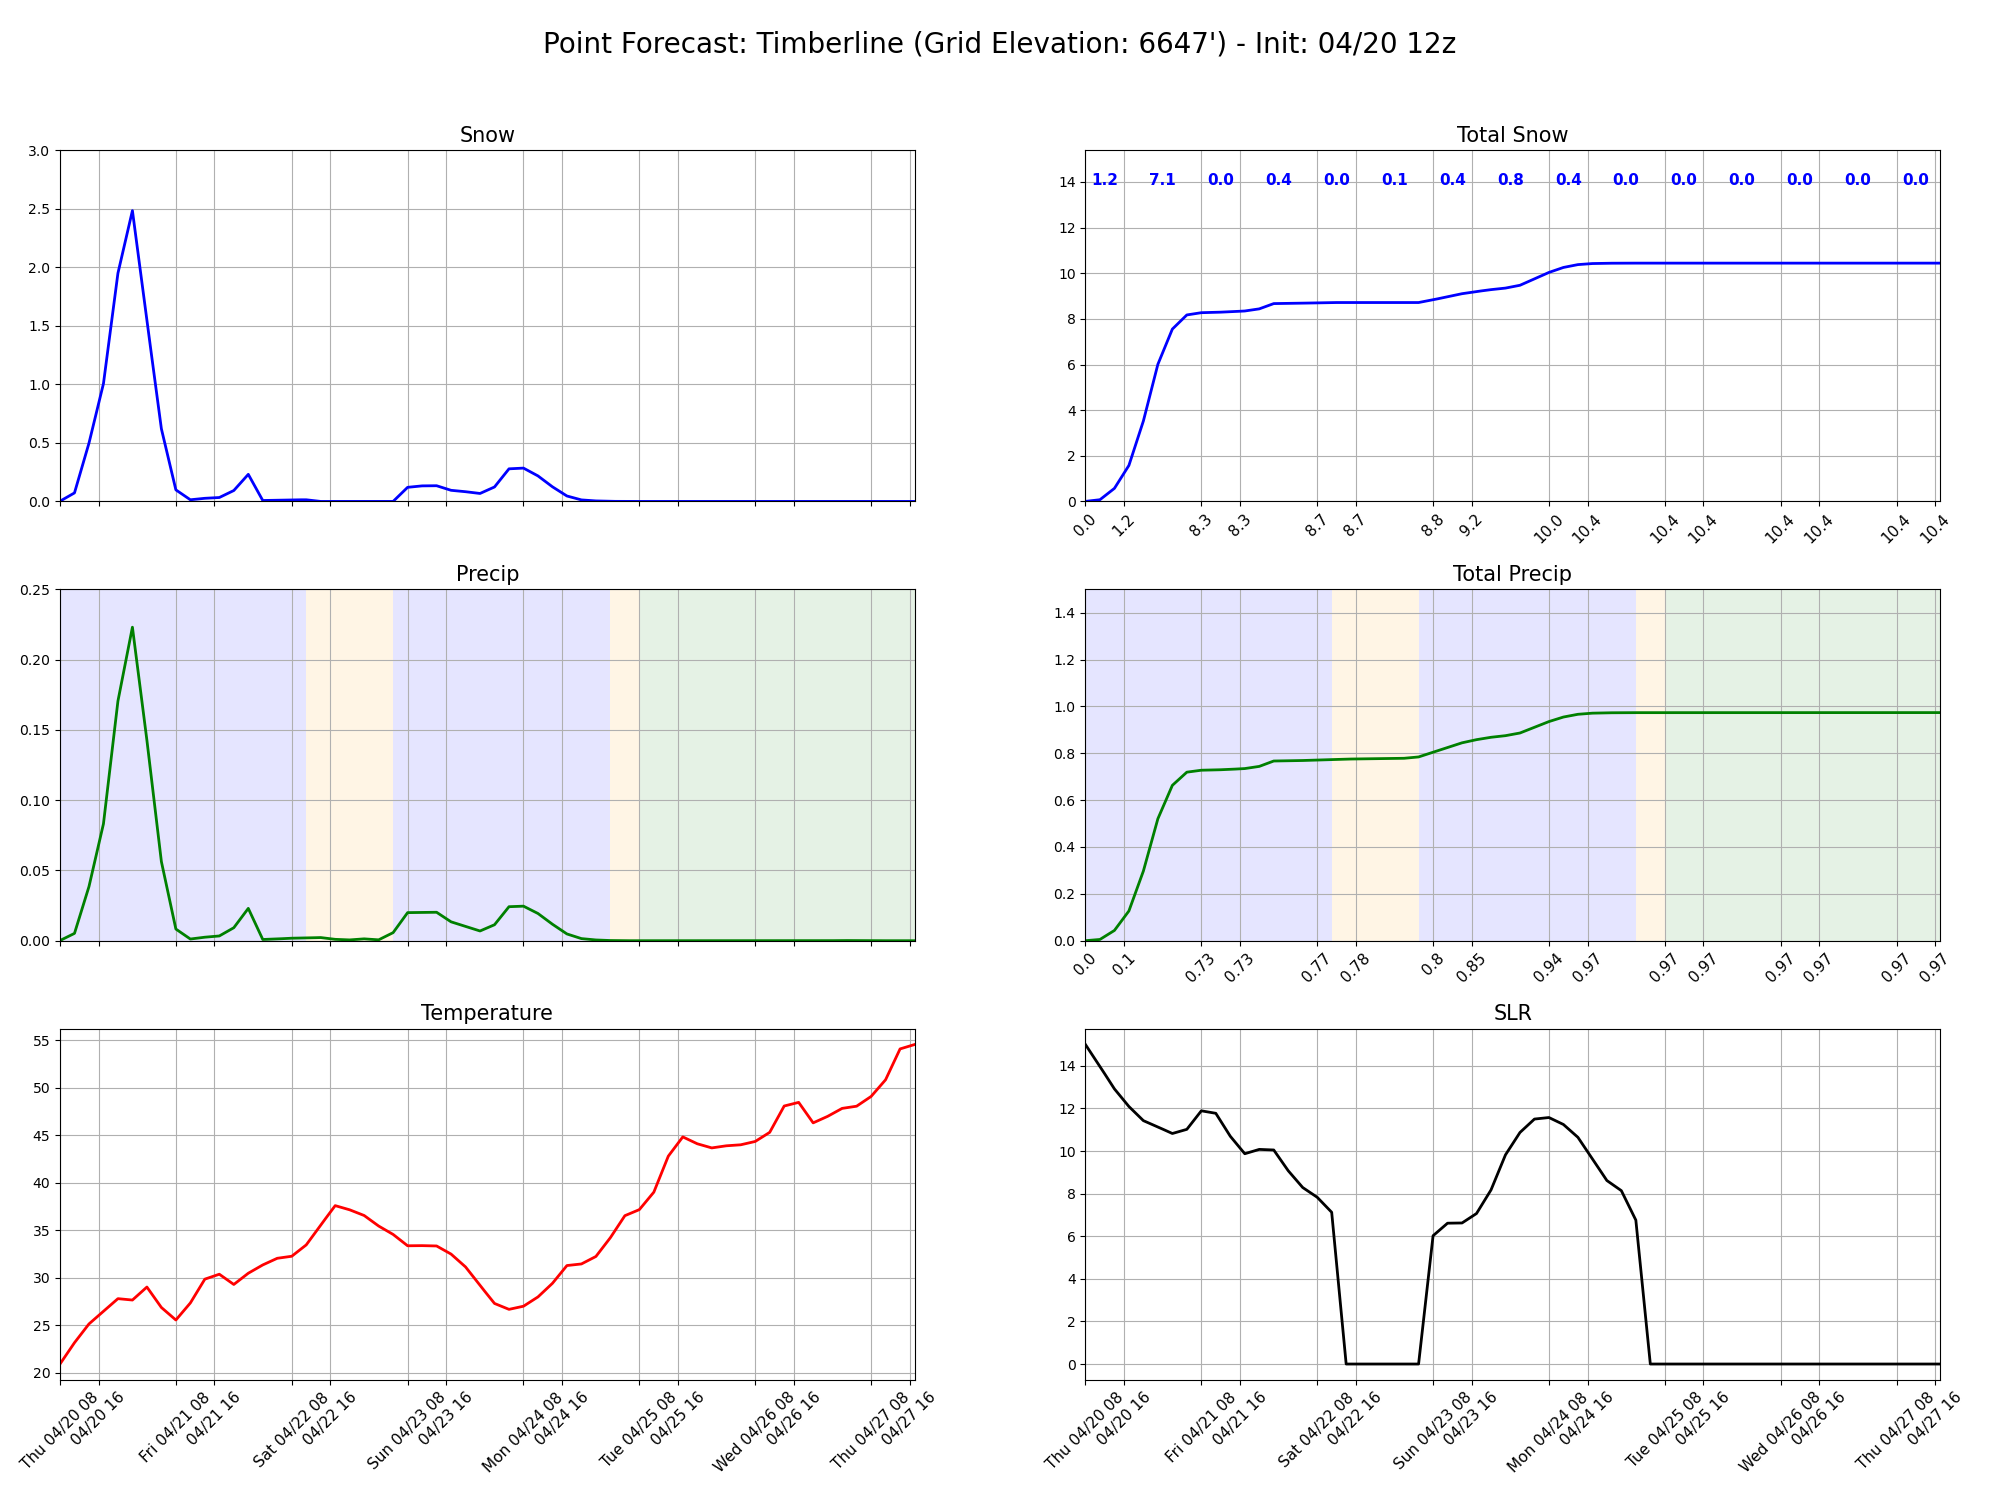 Point Forecast: Timberline (Grid Elevation: 6647') - Init: 04/20 12z
Snow
3.0
2.5
2.0
1.5
1.0
0.5
0.0
Total Snow
14
12
10
8
6
4
2
0
1.2 7.1 0.0 0.4 0.0 0.1 0.4 0.8 0.4 0.0 0.0 0.0 0.0 0.0 0.0
0.0 1.2 8.3 8.3 8.7 8.7 8.8 9.2 10.0 10.4 10.4 10.4 10.4 10.4 10.4 10.4
Precip
0.25
0.20
0.15
0.10
0.05
0.00
Total Precip
1.4
1.2
1.0
0.8
0.6
0.4
0.2
0.0
0.0 0.1 0.73 0.73 0.77 0.78 0.8 0.85 0.94 0.97 0.97 0.97 0.97 0.97 0.97 0.97
Temperature
55
50
45
40
35
30
25
20
Thu 04/20 08
04/20 16
Fri 04/21 08
04/21 16
Sat 04/22 08
04/22 16
Sun 04/23 08
04/23 16
Mon 04/24 08
04/24 16
Tue 04/25 08
04/25 16
Wed 04/26 08
04/26 16
Thu 04/27 08
04/27 16
SLR
14
12
10
8
6
4
2
0
Thu 04/20 08
04/20 16
Fri 04/21 08
04/21 16
Sat 04/22 08
04/22 16
Sun 04/23 08
04/23 16
Mon 04/24 08
04/24 16
Tue 04/25 08
04/25 16
Wed 04/26 08
04/26 16
Thu 04/27 08
04/27 16